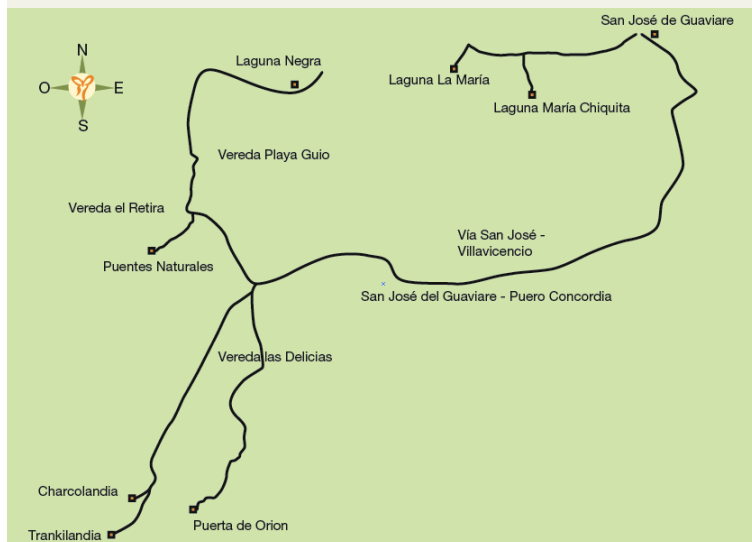 San José de Guaviare
N
Laguna Negra
Laguna La María
O
E
Laguna María Chiquita
S
Vereda Playa Guio
Vereda el Retira
Vía San José -
Villavicencio
Puentes Naturales
San José del Guaviare - Puero Concordia
Vereda las Delicias
Charcolandia
Puerta de Orion
Trankilandia